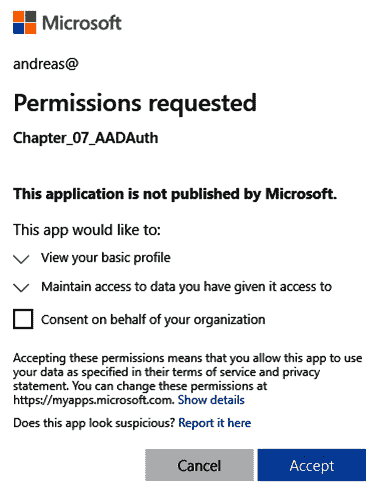 Microsoft
andreas@
Permissions requested
Chapter_07_AADAuth
This application is not published by Microsoft.
This app would like to:
View your basic profile
Maintain access to data you have given it access to
Consent on behalf of your organization
Accepting these permissions means that you allow this app to use
your data as specified in their terms of service and privacy
statement. You can change these permissions at
https://myapps.microsoft.com. Show details
Does this app look suspicious? Report it here
Cancel
Accept